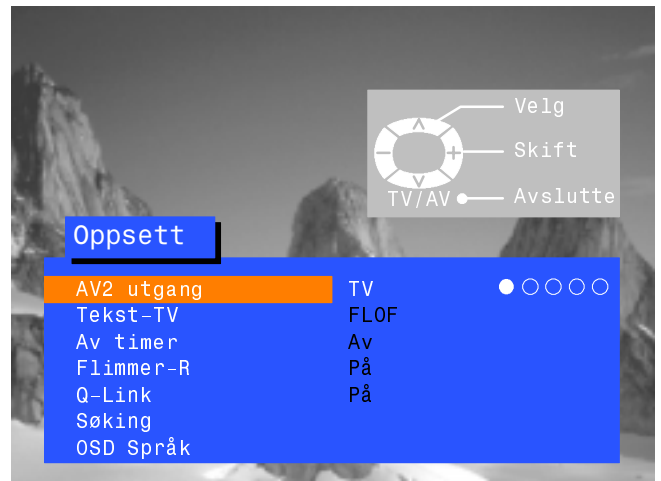 Velg
Skift
TV/AV Avslutte
Oppsett
AV2 utgang TV
Tekst-TV FLOF
Av timer Av
Flimmer-R På
Q-Link På
Søking
OSD Språk